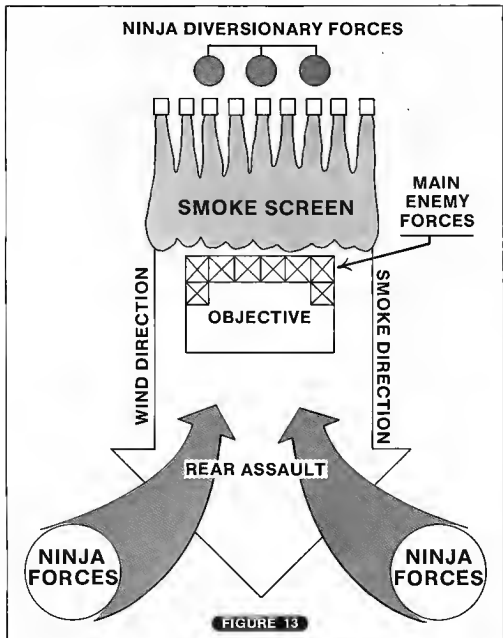 NINJA DIVERSIONARY FORCES
SMOKE SCREEN
MAIN
ENEMY
FORCES
OBJECTIVE
WIND DIRECTION
SMOKE DIRECTION
REAR ASSAULT
NINJA
FORCES
NINJA
FORCES
FIGURE 13